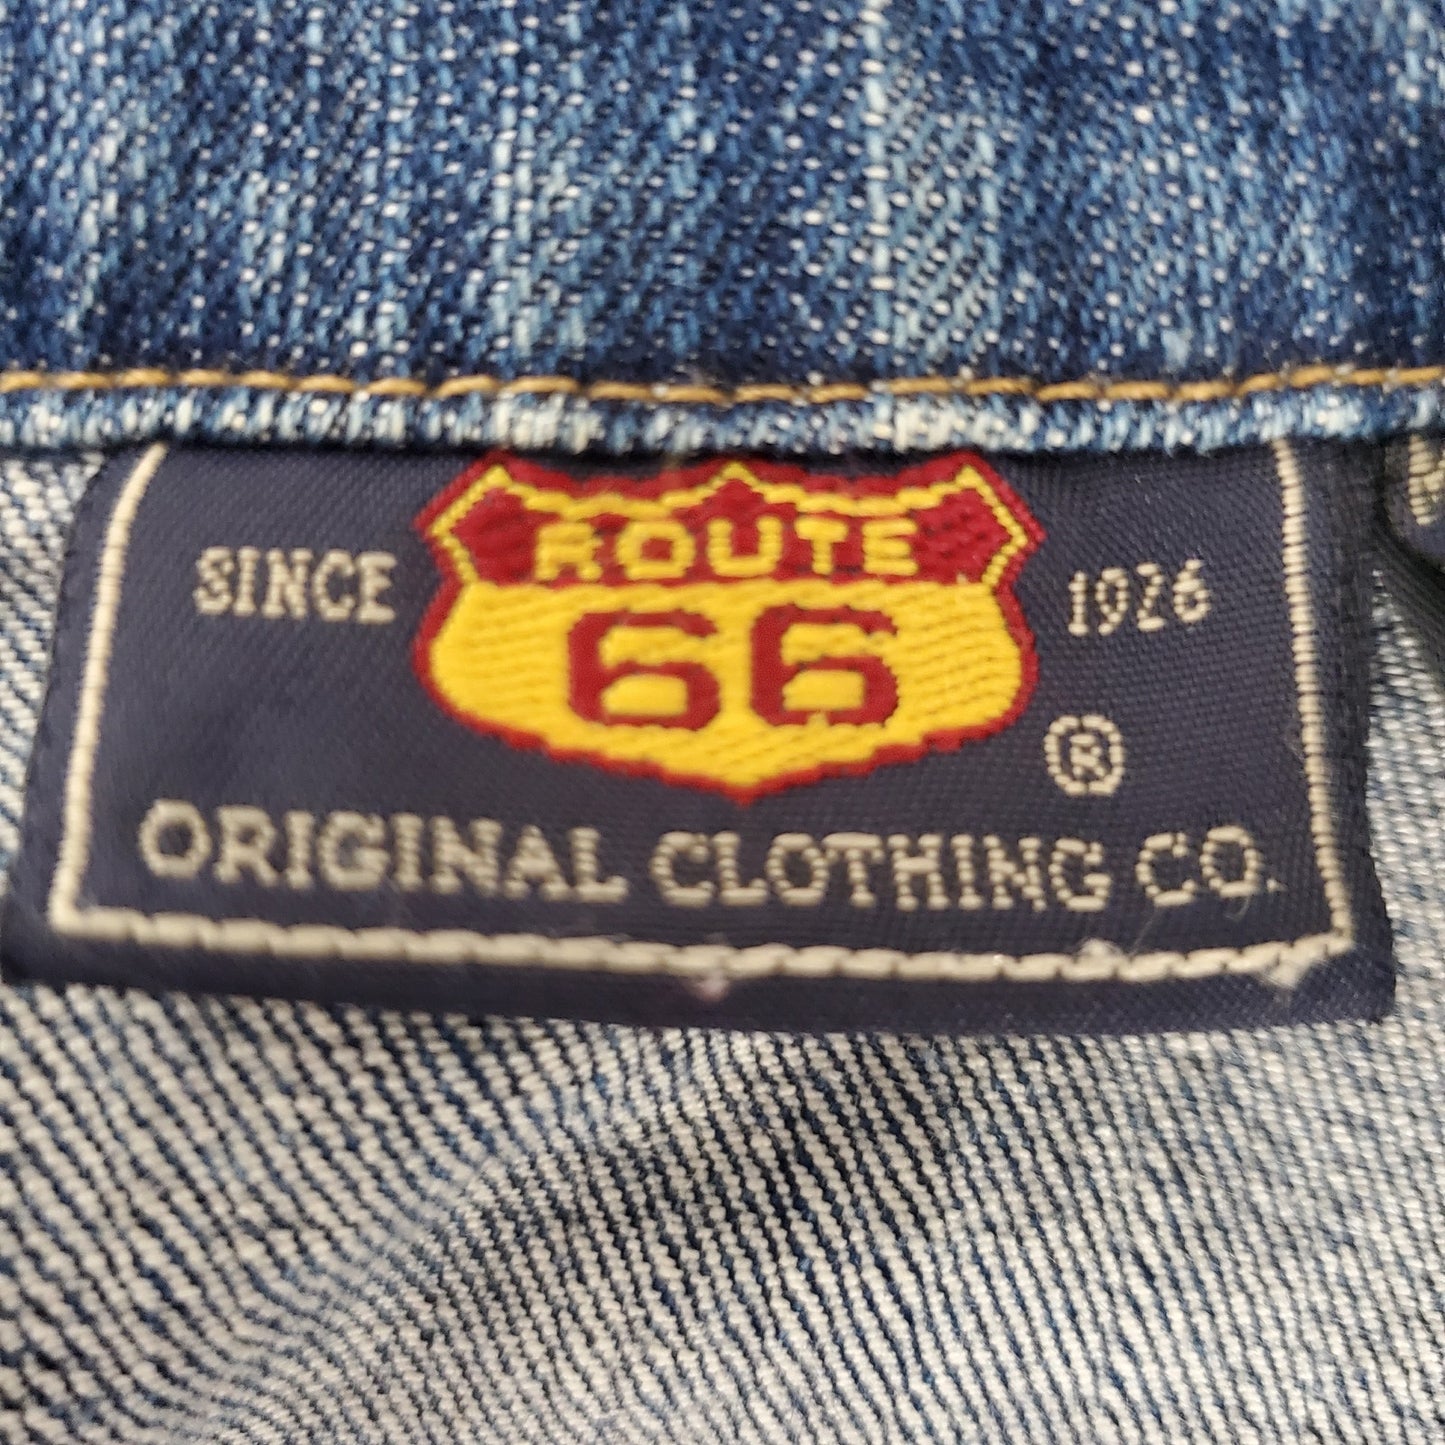 ROUTE
SINCE 66 1926
®
ORIGINAL CLOTHING CO.